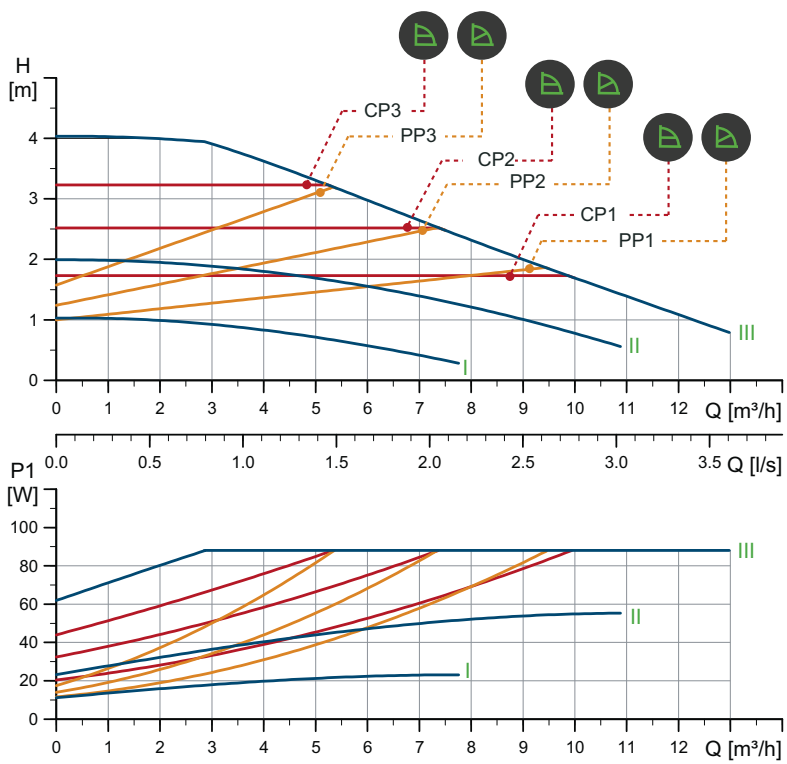 H
[m]
CP3
PP3
CP2
PP2
CP1
PP1
4
3
2
1
0
III
II
I
0 1 2 3 4 5 6 7 8 9 10 11 12 Q [m³/h]
0.0 0.5 1.0 1.5 2.0 2.5 3.0 3.5 Q [l/s]
P1
[W]
100
80
60
40
20
0
III
II
I
0 1 2 3 4 5 6 7 8 9 10 11 12 Q [m³/h]